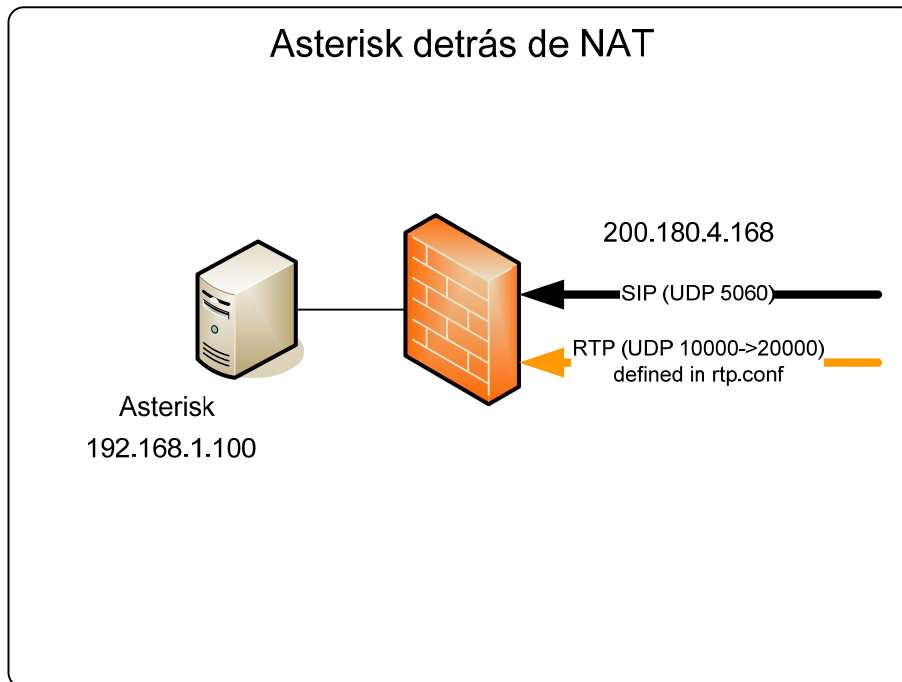 Asterisk detrás de NAT
200.180.4.168
SIP (UDP 5060)
RTP (UDP 10000->20000)
defined in rtp.conf
Asterisk
192.168.1.100